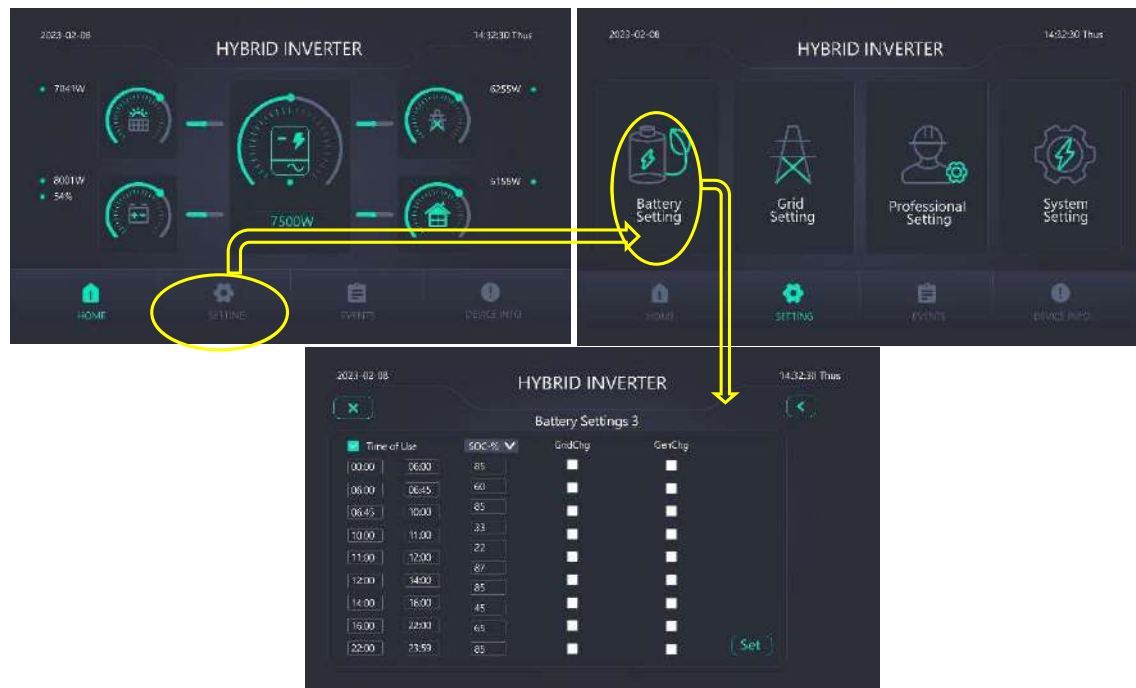 2023-02-08
HYBRID INVERTER
14:32:30 Thus
7041W
6255W
8001W
54%
5155W
7500W
HOME
SETTING
EVENTS
DEVICE INFO
2023-02-08
HYBRID INVERTER
14:32:30 Thus
Battery Setting
Grid Setting
Professional Setting
System Setting
HOME
SETTING
EVENTS
DEVICE INFO
2023-02-08
HYBRID INVERTER
14:32:30 Thus
Battery Settings 3
Time of Use SOC-% GridChg GenChg
00:00 06:00 85
06:00 06:45 60
06:45 10:00 85
10:00 11:00 33
11:00 12:00 22
12:00 14:00 87
14:00 16:00 85
16:00 22:00 45
22:00 23:59 65
85
Set